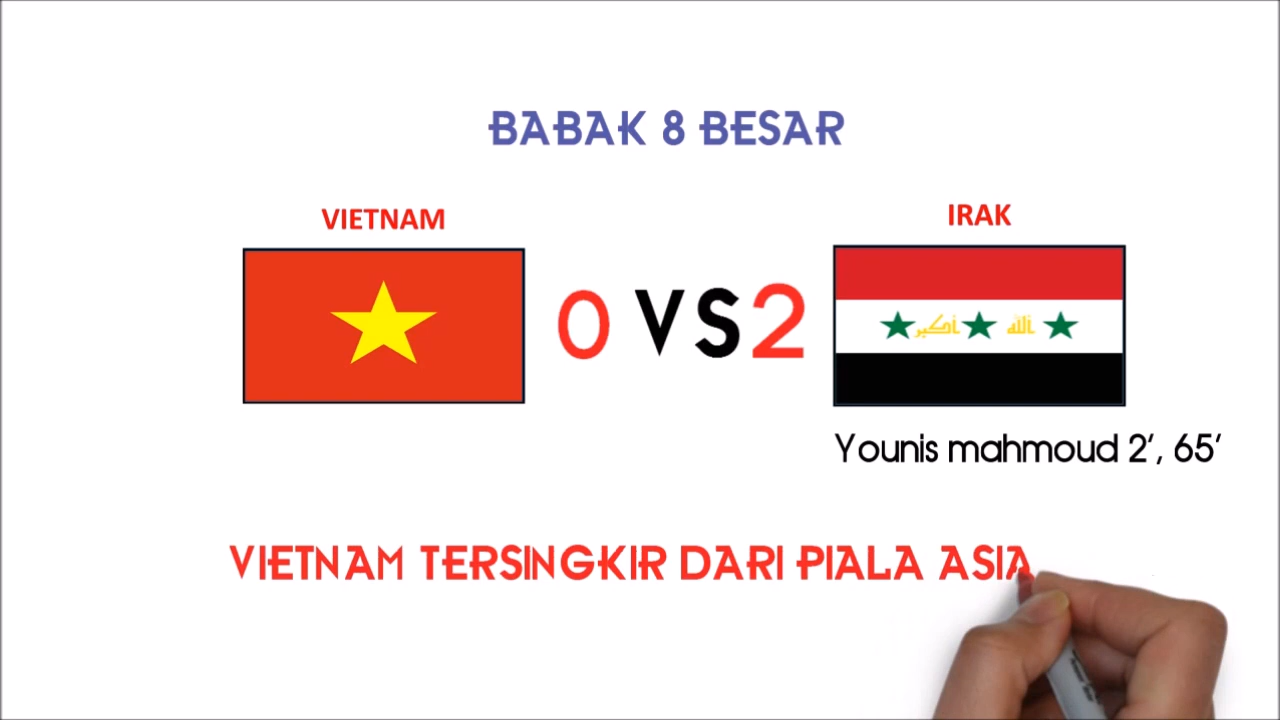 BABAK 8 BESAR
VIETNAM
IRAK
0 VS 2
الله أكبر
Younis mahmoud 2', 65'
VIETNAM TERSINGKIR DARI PIALA ASIA